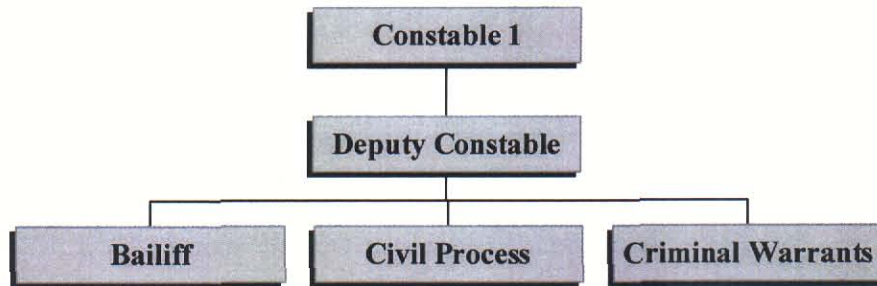 Constable 1
Deputy Constable
Bailiff
Civil Process
Criminal Warrants